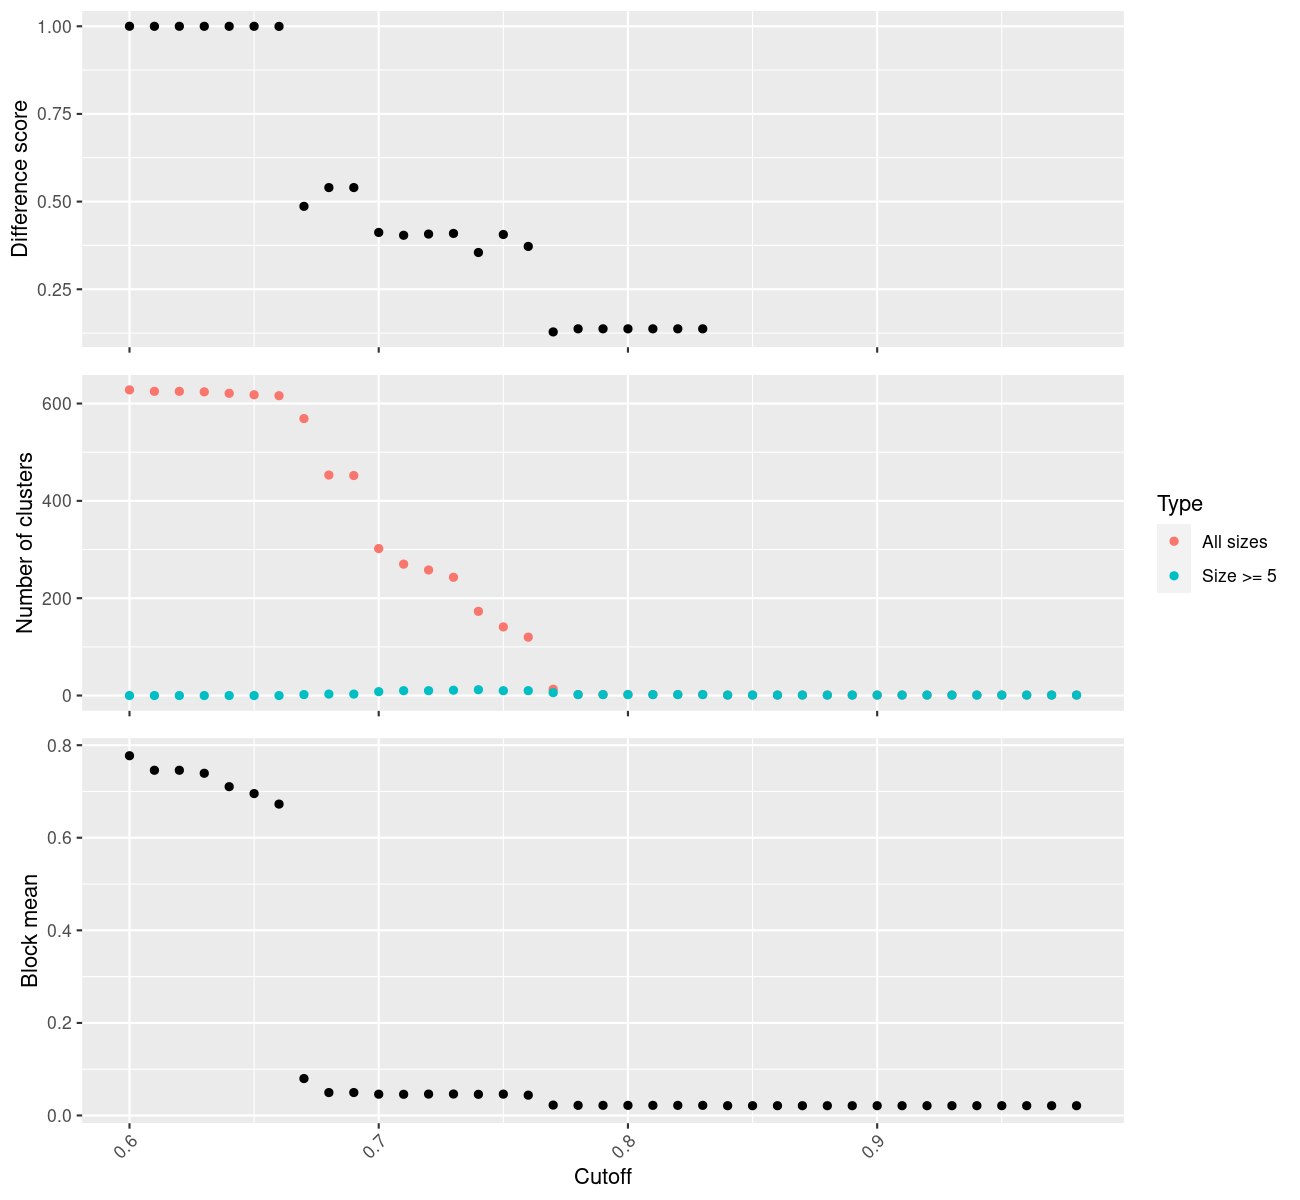 1.00
0.75
0.50
0.25
Difference score
600
400
200
0
Number of clusters
Type
All sizes
Size >= 5
0.8
0.6
0.4
0.2
0.0
Block mean
0.6 0.7 0.8 0.9
Cutoff